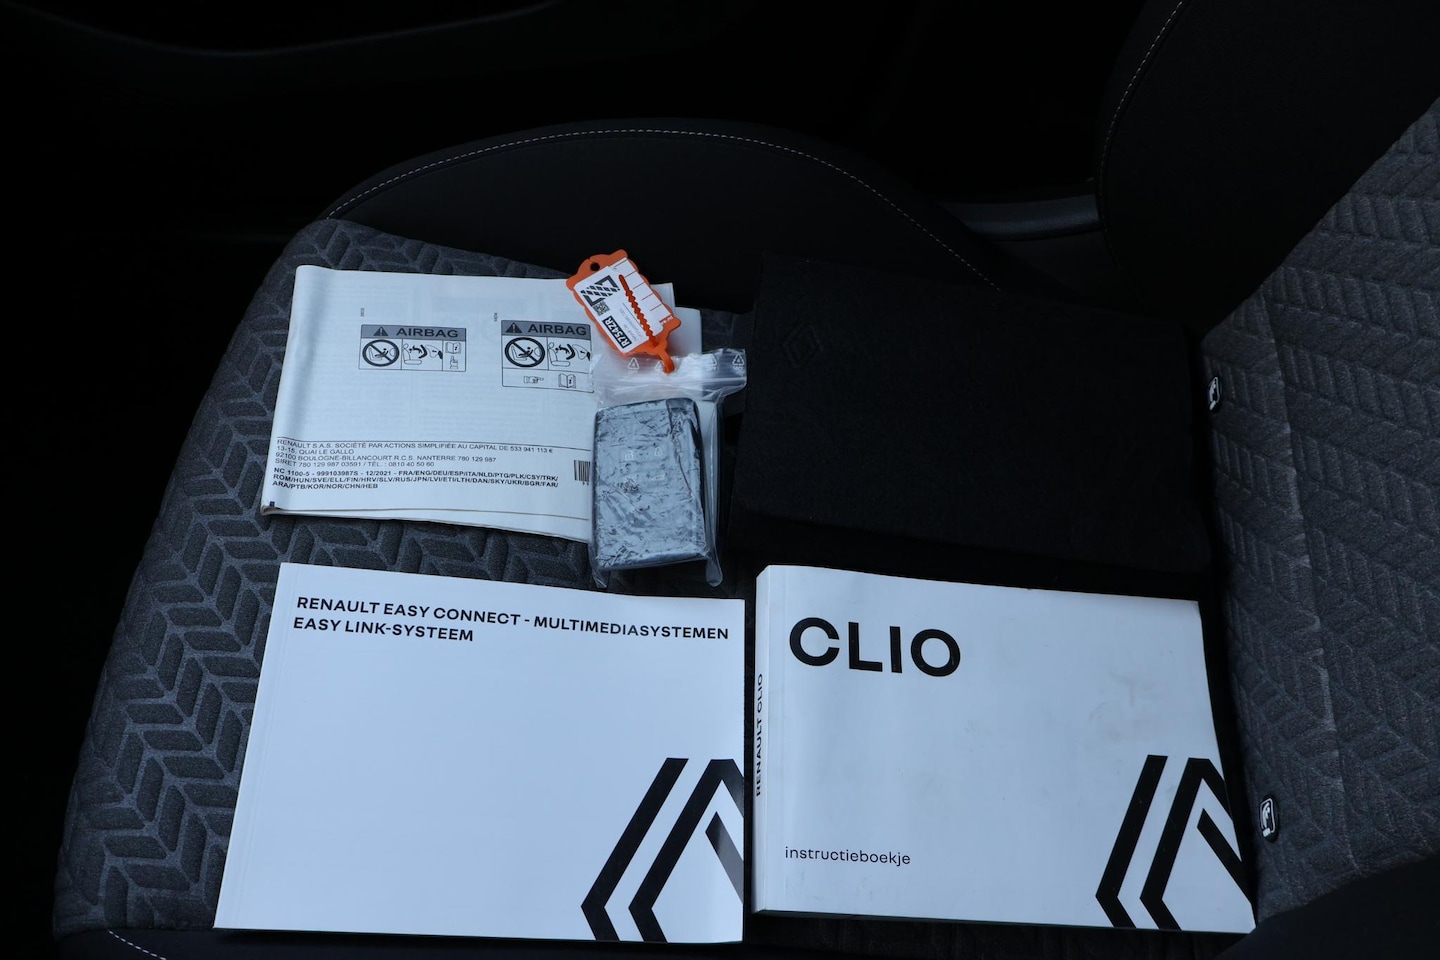 AIRBAG
AIRBAG
RENAULT S.A.S. SOCIÉTÉ PAR ACTIONS SIMPLIFIÉE AU CAPITAL DE 533 941 113 €
13-15, QUAI LE GALLO
92100 BOULOGNE-BILLANCOURT R.C.S. NANTERRE 780 129 987
SIRET 780 129 987 03591 / TÉL. : 0810 40 50 60
NC 1100-5 - 999103987S - 12/2021 - FRA/ENG/DEU/ESP/ITA/NLD/PTG/PLK/CSY/TRK/
ROM/HUN/SVE/ELL/FIN/HRV/SLV/RUS/JPN/LVI/ETI/LTH/DAN/SKY/UKR/BGR/FAR/
ARA/PTB/KOR/NOR/CHN/HEB
RENAULT EASY CONNECT - MULTIMEDIASYSTEMEN
EASY LINK-SYSTEEM
RENAULT CLIO
CLIO
instructieboekje